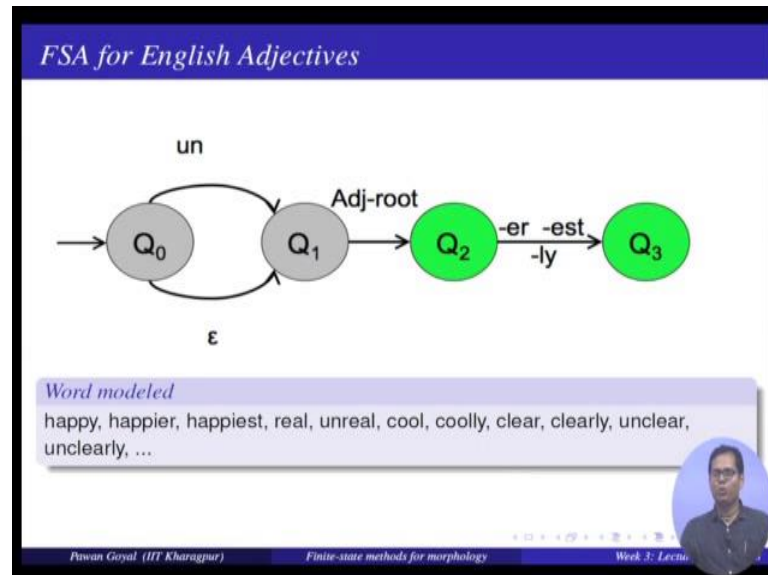 FSA for English Adjectives
un
Adj-root
-er -est
-ly
Q0
Q1
Q2
Q3
ε
Word modeled
happy, happier, happiest, real, unreal, cool, coolly, clear, clearly, unclear,
unclearly, ...
Pawan Goyal (IIT Kharagpur) Finite-state methods for morphology Week 3: